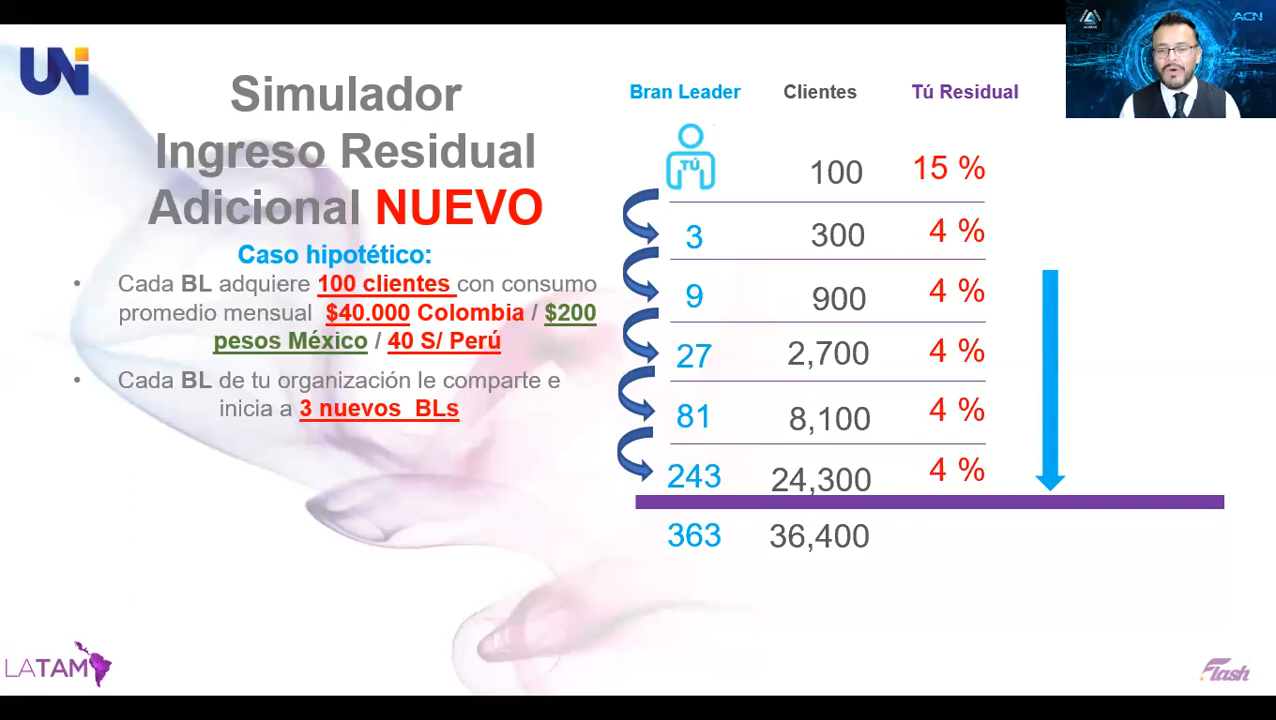 UNi
Simulador
Ingreso Residual
Adicional NUEVO
Caso hipotético:
• Cada BL adquiere 100 clientes con consumo
promedio mensual $40.000 Colombia / $200
pesos México / 40 S/ Perú
• Cada BL de tu organización le comparte e
inicia a 3 nuevos BLs
Bran Leader Clientes Tú Residual
TÚ 100 15 %
3 300 4 %
9 900 4 %
27 2,700 4 %
81 8,100 4 %
243 24,300 4 %
363 36,400
ACN
LATAM
Flash